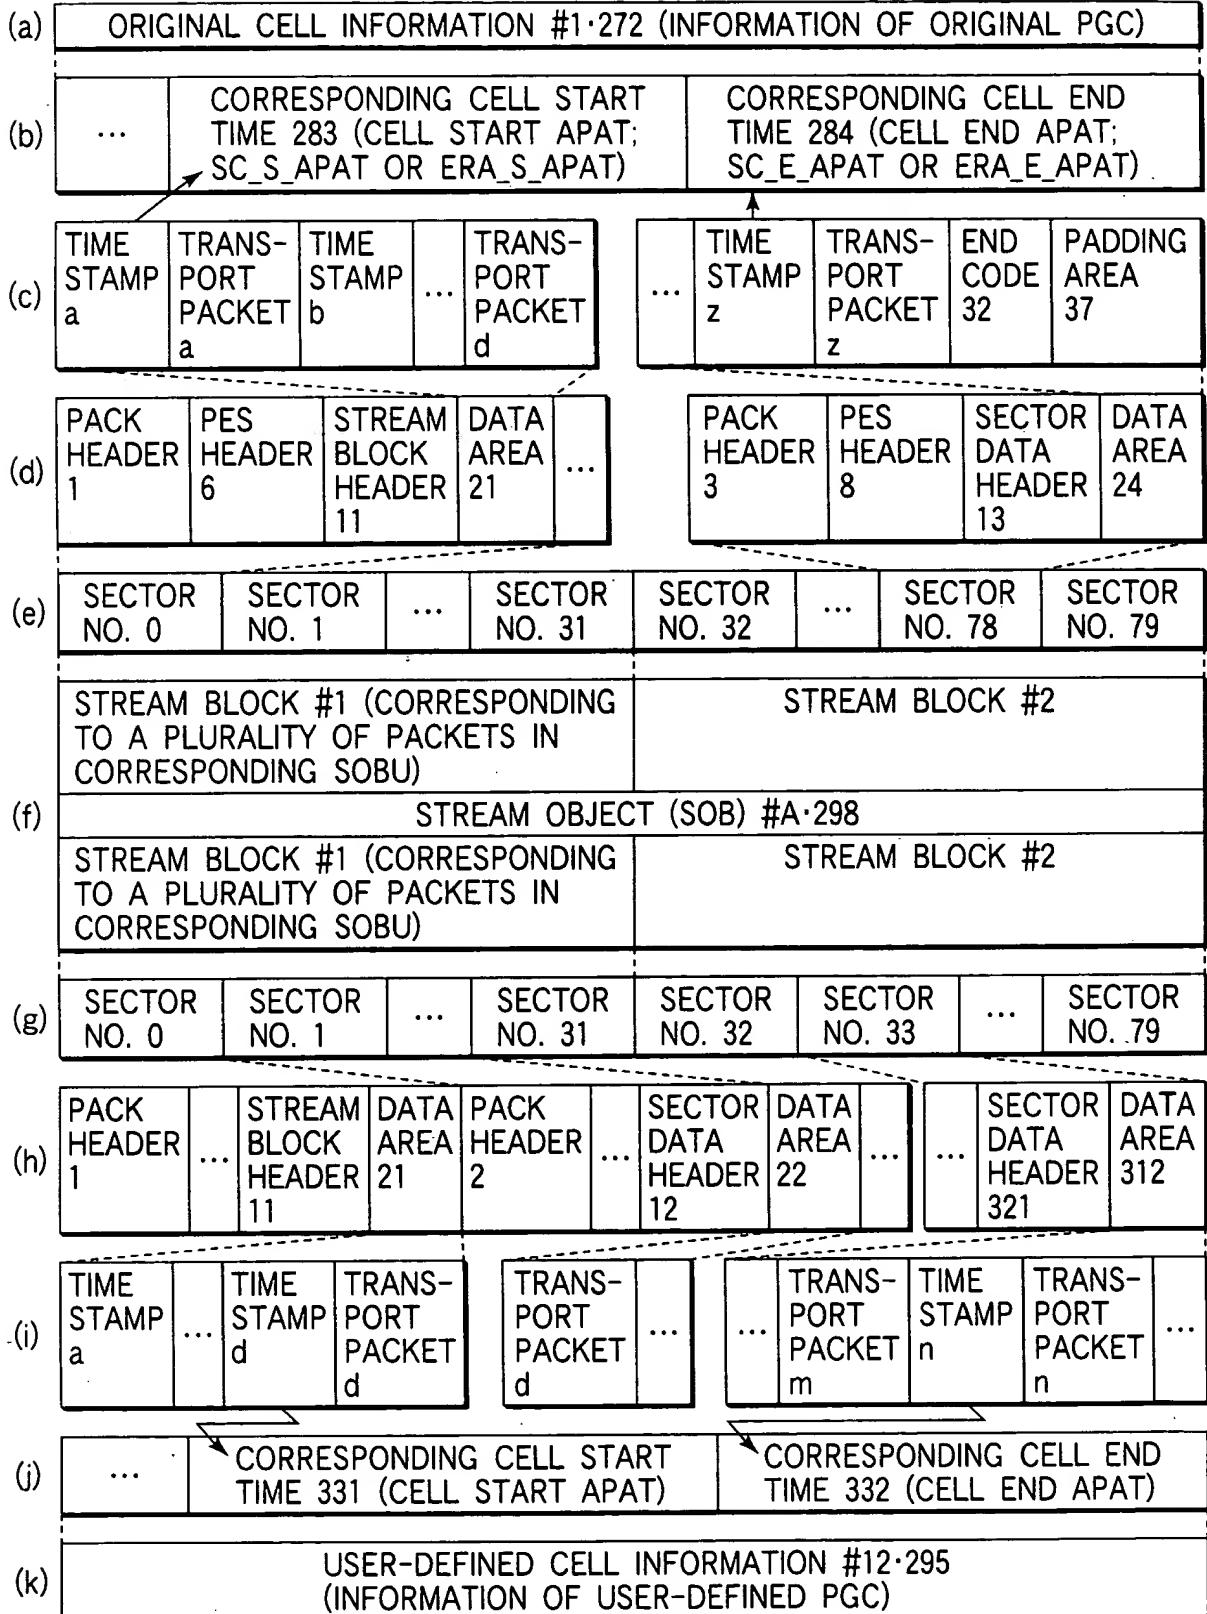 (a) ORIGINAL CELL INFORMATION #1·272 (INFORMATION OF ORIGINAL PGC)
(b)
...
CORRESPONDING CELL START
TIME 283 (CELL START APAT;
SC_S_APAT OR ERA_S_APAT)
CORRESPONDING CELL END
TIME 284 (CELL END APAT;
SC_E_APAT OR ERA_E_APAT)
(c)
TIME
STAMP
a
TRANS-
PORT
PACKET
a
TIME
STAMP
b
...
TRANS-
PORT
PACKET
d
...
TIME
STAMP
z
TRANS-
PORT
PACKET
z
END
CODE
32
PADDING
AREA
37
(d)
PACK
HEADER
1
PES
HEADER
6
STREAM
BLOCK
HEADER
11
DATA
AREA
21
...
PACK
HEADER
3
PES
HEADER
8
SECTOR
DATA
HEADER
13
DATA
AREA
24
(e)
SECTOR
NO. 0
SECTOR
NO. 1
...
SECTOR
NO. 31
SECTOR
NO. 32
...
SECTOR
NO. 78
SECTOR
NO. 79
STREAM BLOCK #1 (CORRESPONDING
TO A PLURALITY OF PACKETS IN
CORRESPONDING SOBU)
STREAM BLOCK #2
(f) STREAM OBJECT (SOB) #A·298
STREAM BLOCK #1 (CORRESPONDING
TO A PLURALITY OF PACKETS IN
CORRESPONDING SOBU)
STREAM BLOCK #2
(g)
SECTOR
NO. 0
SECTOR
NO. 1
...
SECTOR
NO. 31
SECTOR
NO. 32
SECTOR
NO. 33
...
SECTOR
NO. 79
(h)
PACK
HEADER
1
...
STREAM
BLOCK
HEADER
11
DATA
AREA
21
PACK
HEADER
2
...
SECTOR
DATA
HEADER
12
DATA
AREA
22
...
...
SECTOR
DATA
HEADER
321
DATA
AREA
312
(i)
TIME
STAMP
a
...
TIME
STAMP
d
TRANS-
PORT
PACKET
d
TRANS-
PORT
PACKET
d
...
...
TRANS-
PORT
PACKET
m
TIME
STAMP
n
TRANS-
PORT
PACKET
n
...
(j)
...
CORRESPONDING CELL START
TIME 331 (CELL START APAT)
CORRESPONDING CELL END
TIME 332 (CELL END APAT)
(k)
USER-DEFINED CELL INFORMATION #12·295
(INFORMATION OF USER-DEFINED PGC)